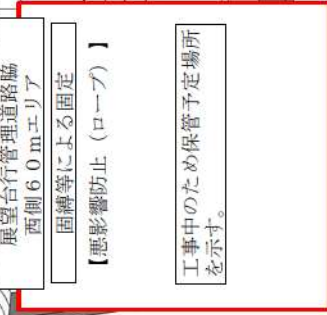 展望台行管理道路脇
西側60mエリア
固縛等による固定
【悪影響防止（ロープ）】
工事中のため保管予定場所
を示す。